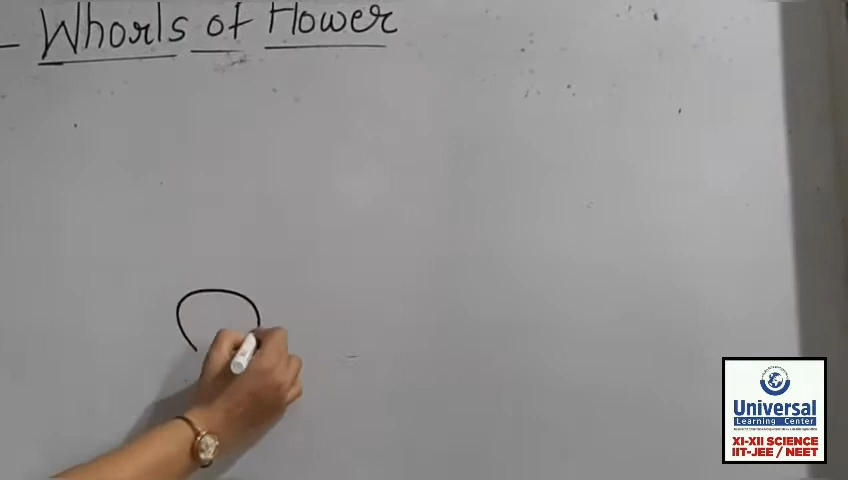 - Whorls of Flower
Universal
Learning Center
XI-XII SCIENCE
IIT-JEE / NEET